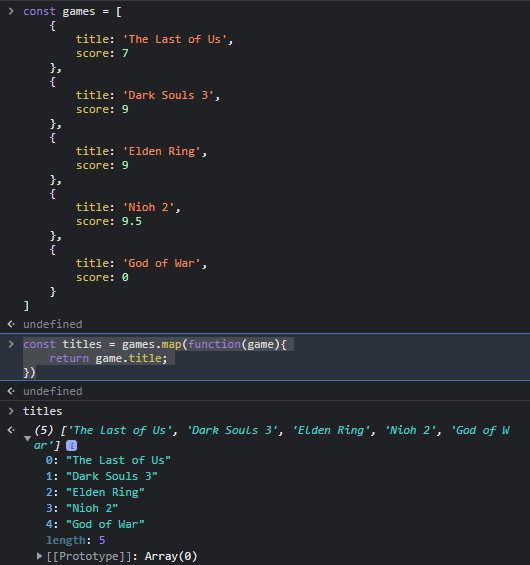 const games = [
    {
        title: 'The Last of Us',
        score: 7
    },
    {
        title: 'Dark Souls 3',
        score: 9
    },
    {
        title: 'Elden Ring',
        score: 9
    },
    {
        title: 'Nioh 2',
        score: 9.5
    },
    {
        title: 'God of War',
        score: 0
    }
]
undefined
const titles = games.map(function(game){
    return game.title;
})
undefined
titles
(5) ['The Last of Us', 'Dark Souls 3', 'Elden Ring', 'Nioh 2', 'God of W
ar'] i
0: "The Last of Us"
1: "Dark Souls 3"
2: "Elden Ring"
3: "Nioh 2"
4: "God of War"
length: 5
[[Prototype]]: Array(0)